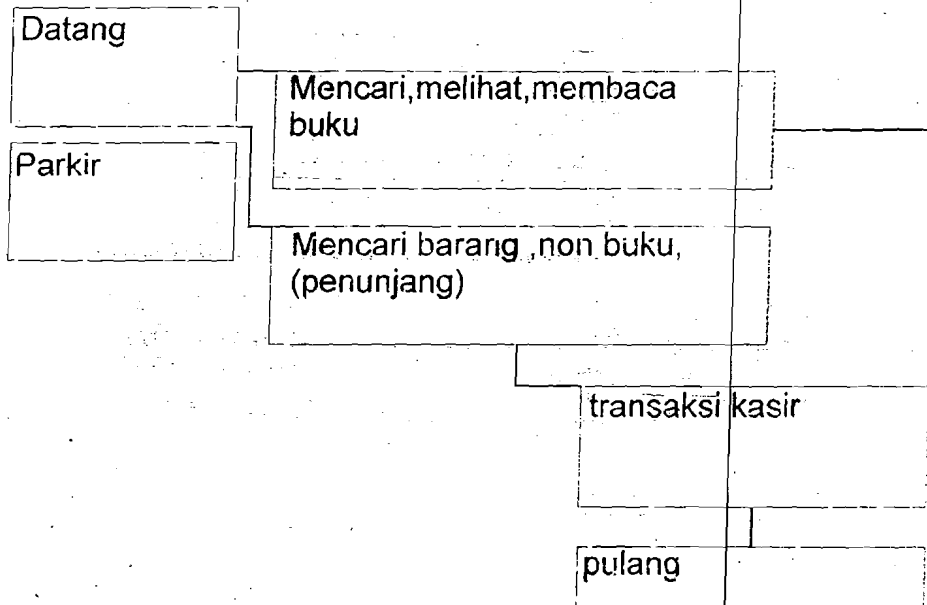 Datang
Mencari,melihat,membaca
buku
Parkir
Mencari barang ,non buku,
(penunjang)
transaksi kasir
pulang